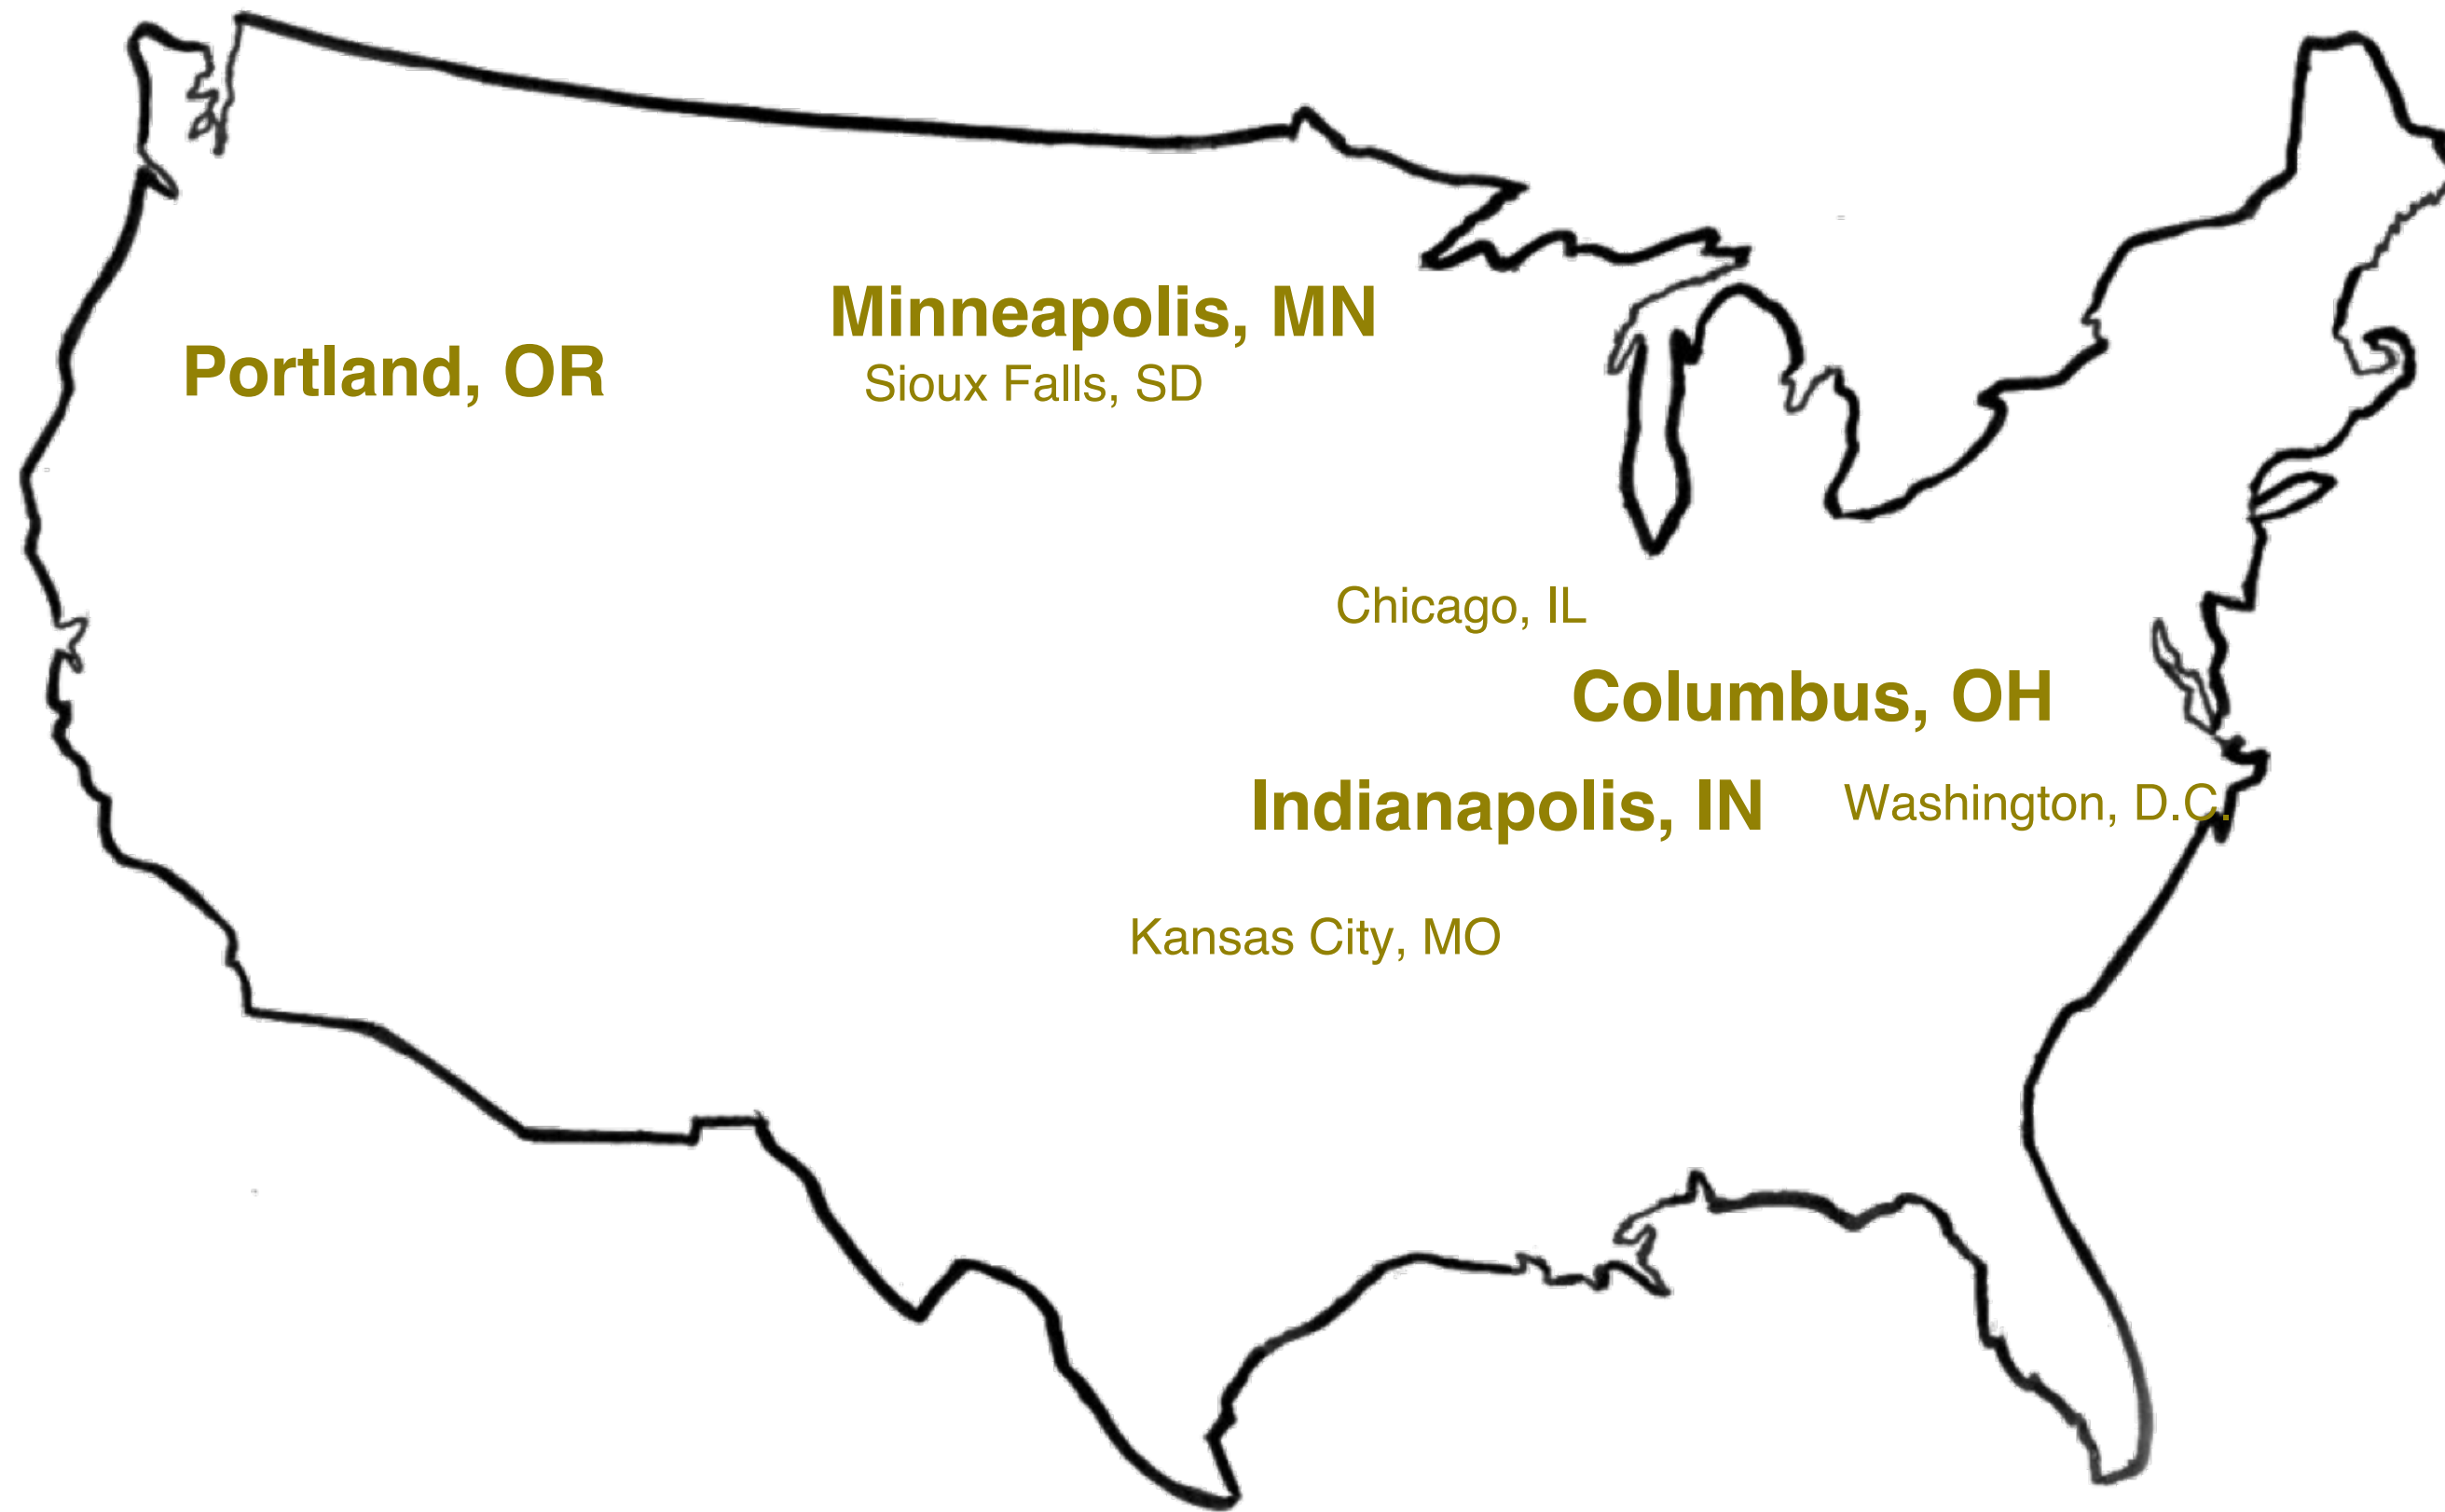 Minneapolis, MN
Portland, OR
Sioux Falls, SD
Chicago, IL
Columbus, OH
Indianapolis, IN
Washington, D.C.
Kansas City, MO